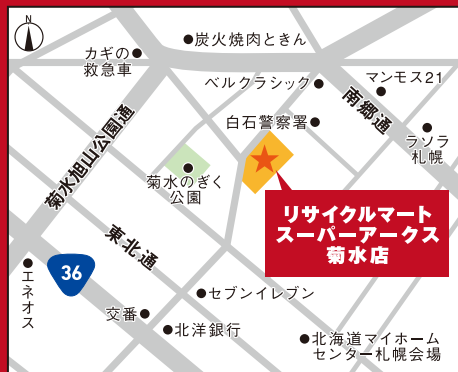 N
炭火焼肉ときん
カギの
救急車
ベルクラシック
マンモス21
南郷通
白石警察署
ラソラ
札幌
菊水旭山公園通
菊水のぎく
公園
リサイクルマート
スーパーアークス
菊水店
東北通
エネオス
36
セブンイレブン
交番
北洋銀行
北海道マイホーム
センター札幌会場